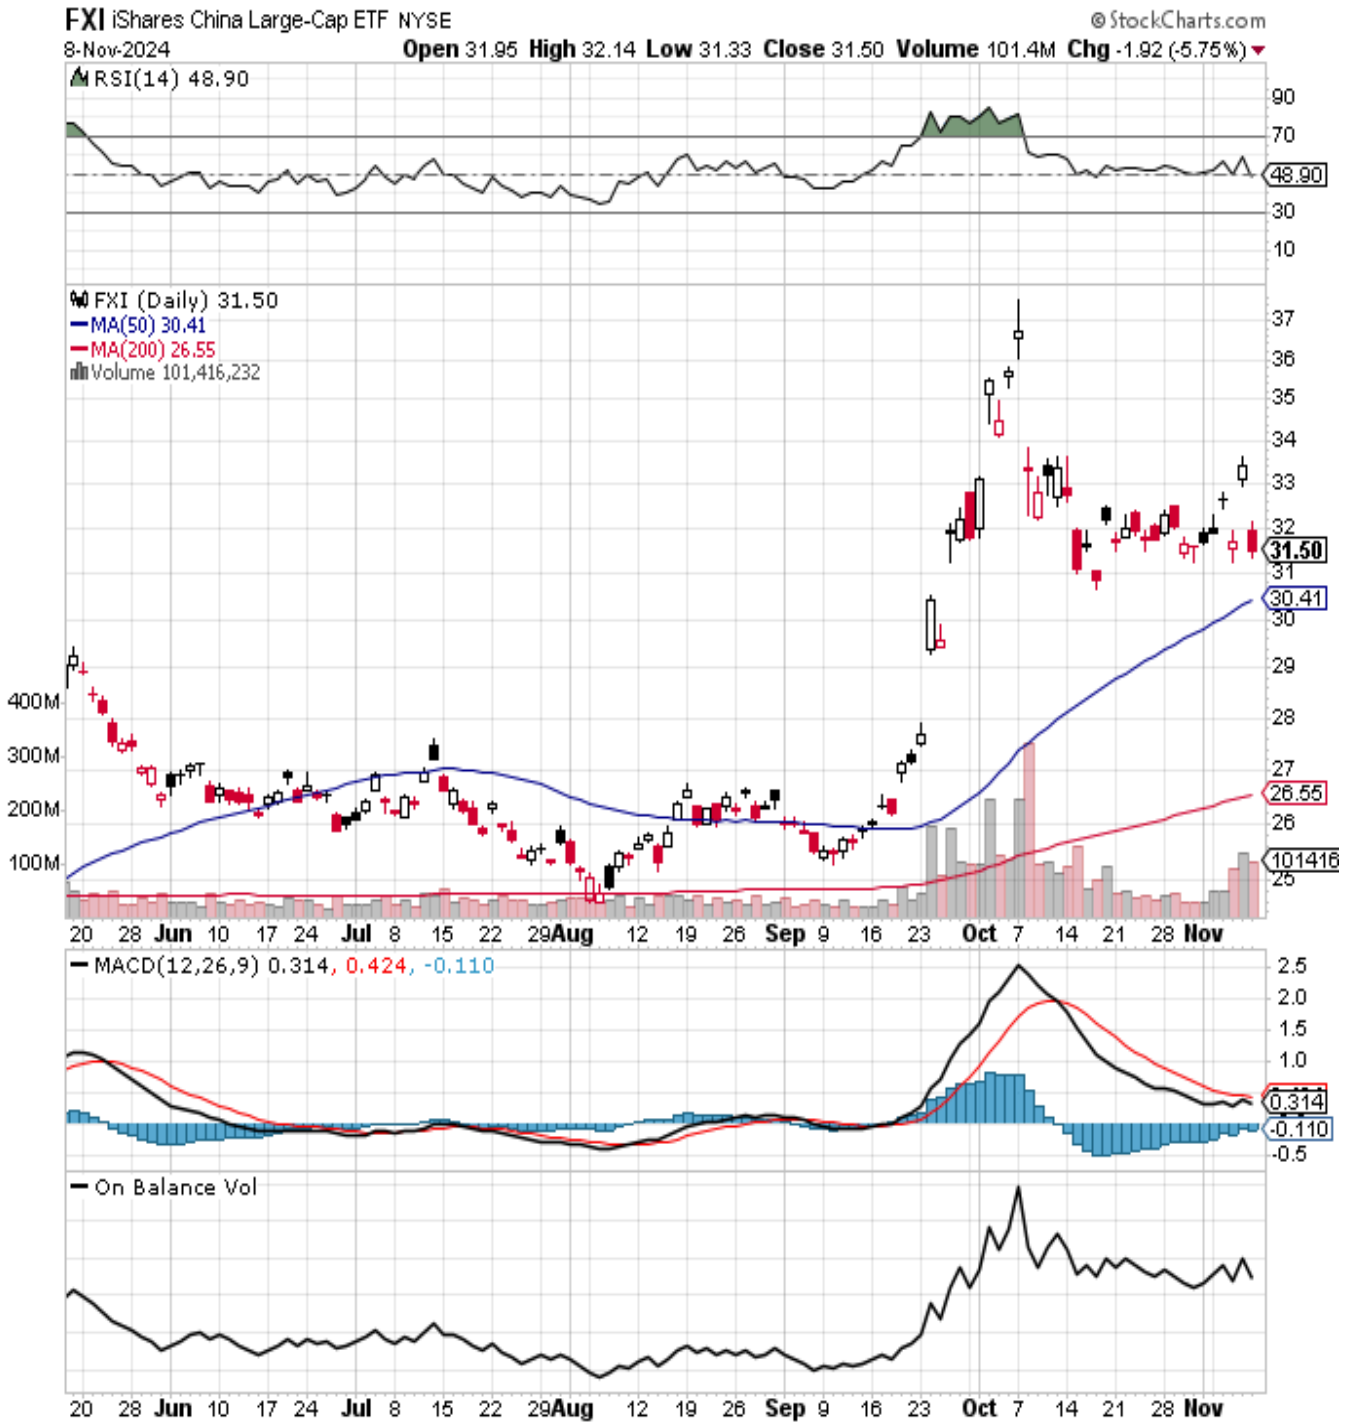 FXI iShares China Large-Cap ETF NYSE © StockCharts.com
8-Nov-2024 Open 31.95 High 32.14 Low 31.33 Close 31.50 Volume 101.4M Chg -1.92 (-5.75%)
RSI(14) 48.90
90
70
48.90
30
10
FXI (Daily) 31.50
MA(50) 30.41
MA(200) 26.55
Volume 101,416,232
37
36
35
34
33
32
31.50
31
30.41
30
29
28
27
26.55
26
101416
25
400M
300M
200M
100M
20 28 Jun 10 17 24 Jul 8 15 22 29 Aug 12 19 26 Sep 9 16 23 Oct 7 14 21 28 Nov
MACD(12,26,9) 0.314, 0.424, -0.110
2.5
2.0
1.5
1.0
0.314
-0.110
-0.5
On Balance Vol
20 28 Jun 10 17 24 Jul 8 15 22 29 Aug 12 19 26 Sep 9 16 23 Oct 7 14 21 28 Nov